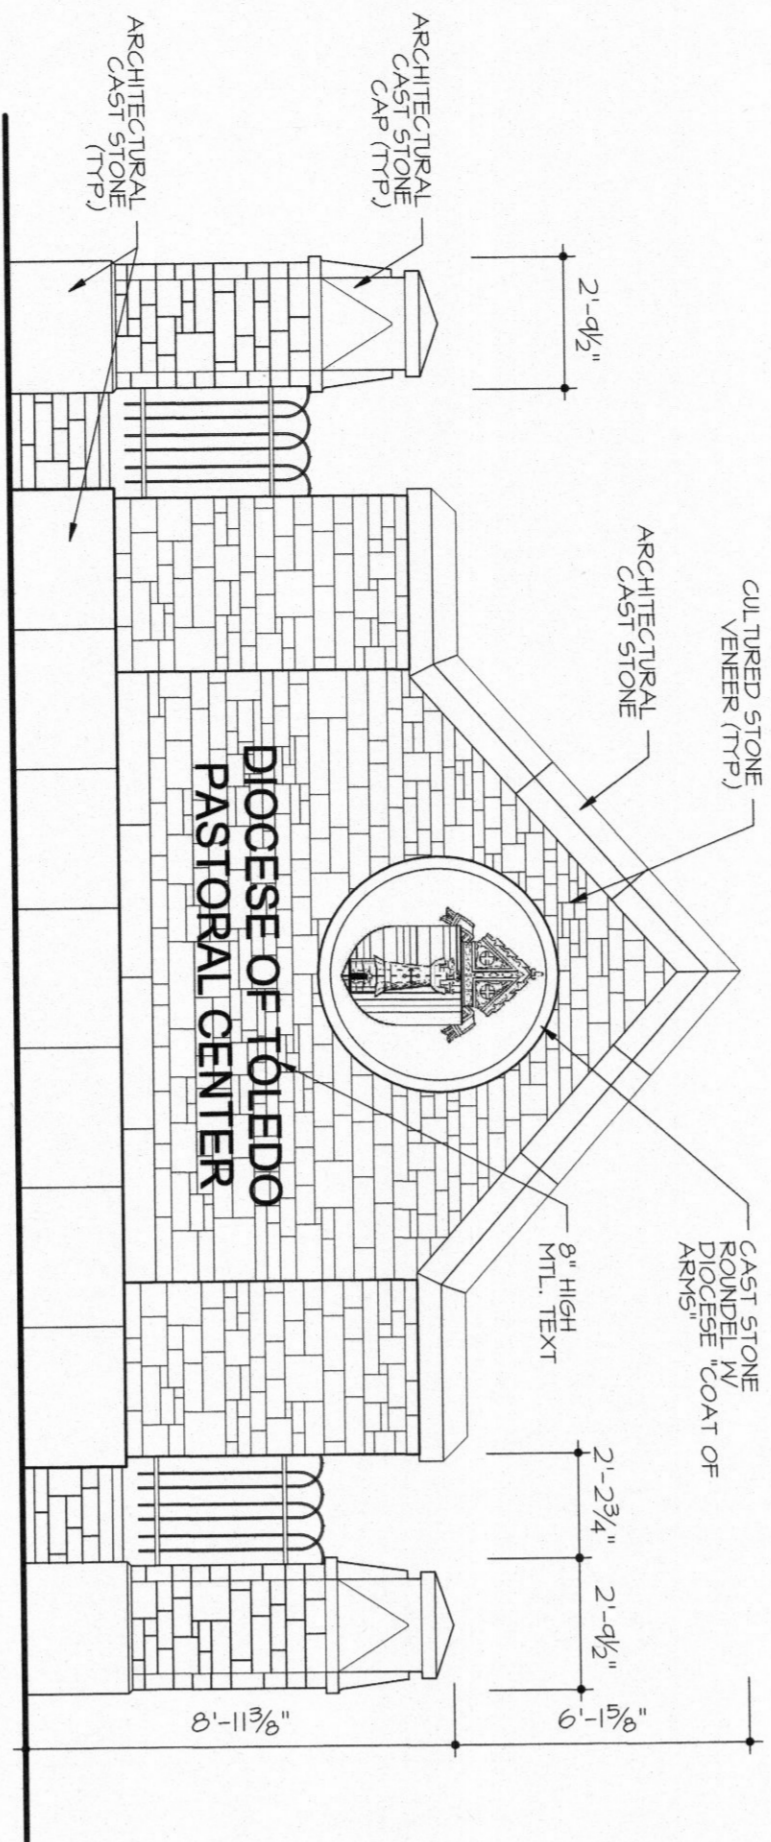 CULTURED STONE
VENEER (TYP.)
ARCHITECTURAL
CAST STONE
CAST STONE
ROUNDEL W/
DIOCESE "COAT OF
ARMS"
8" HIGH
MTL. TEXT
ARCHITECTURAL
CAST STONE
CAP (TYP.)
ARCHITECTURAL
CAST STONE
(TYP.)
2'-9½"
2'-2¾"
2'-9½"
6'-1⅝"
8'-11⅜"
DIOCESE OF TOLEDO
PASTORAL CENTER